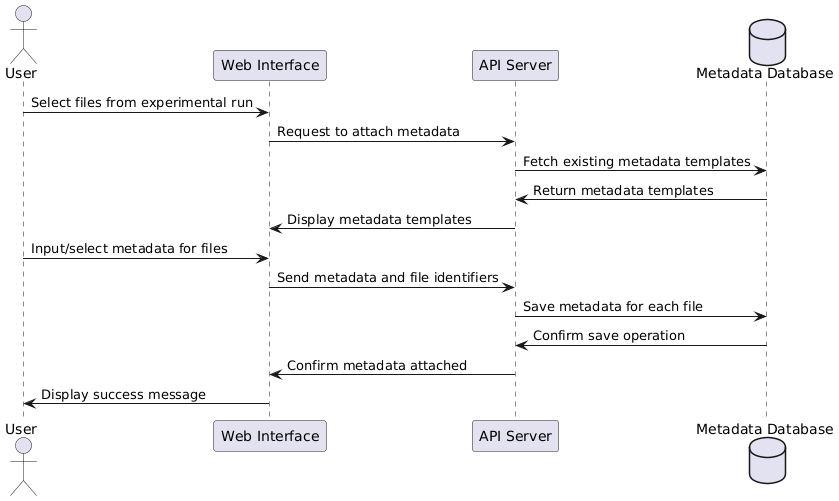 User
Web Interface
API Server
Metadata Database
Select files from experimental run
Request to attach metadata
Fetch existing metadata templates
Return metadata templates
Display metadata templates
Input/select metadata for files
Send metadata and file identifiers
Save metadata for each file
Confirm save operation
Confirm metadata attached
Display success message
User
Web Interface
API Server
Metadata Database